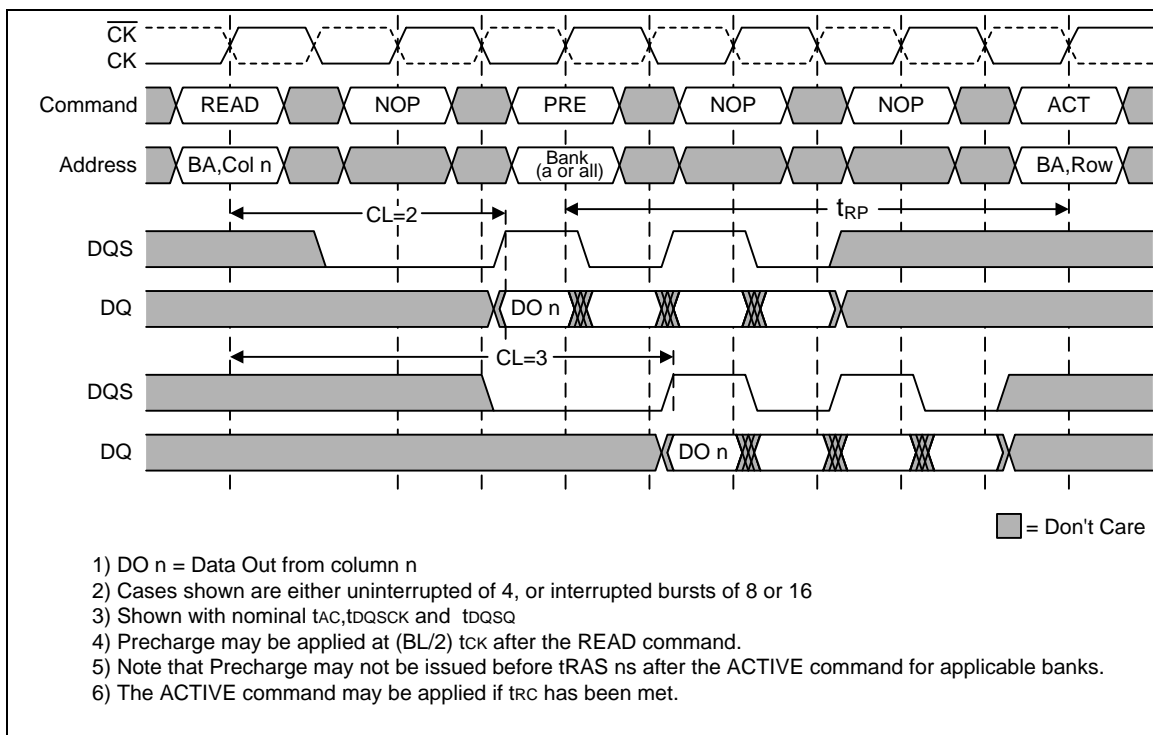 CK
CK
Command READ NOP PRE NOP NOP ACT
Address BA,Col n Bank (a or all) BA,Row
CL=2 tRP
DQS
DQ DO n
CL=3
DQS
DQ DO n
= Don't Care
1) DO n = Data Out from column n
2) Cases shown are either uninterrupted of 4, or interrupted bursts of 8 or 16
3) Shown with nominal tAC,tDQSCK and tDQSQ
4) Precharge may be applied at (BL/2) tCK after the READ command.
5) Note that Precharge may not be issued before tRAS ns after the ACTIVE command for applicable banks.
6) The ACTIVE command may be applied if tRC has been met.